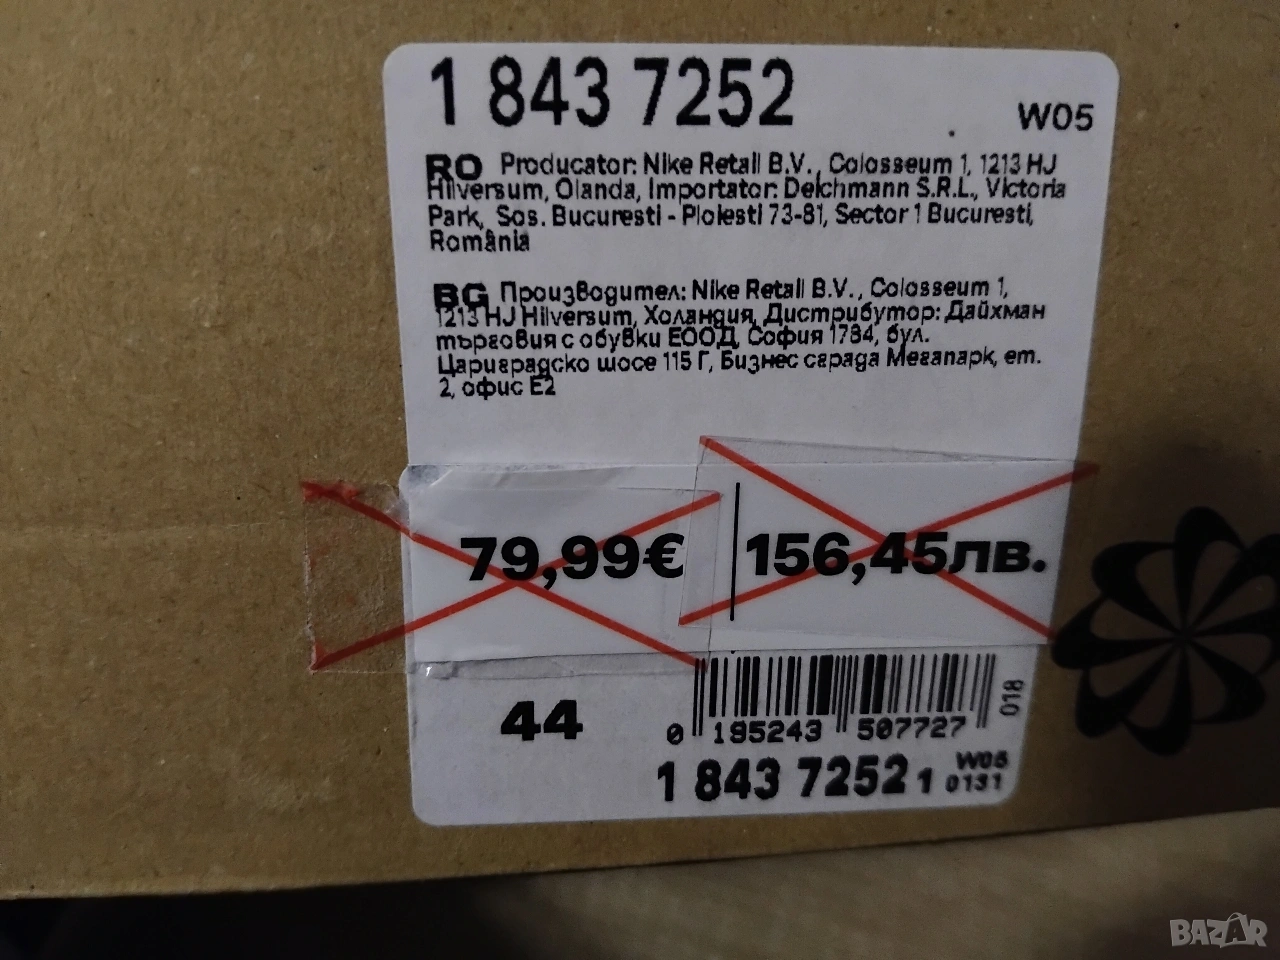 1 843 7252
W05
RO Producator: Nike Retail B.V., Colosseum 1, 1213 HJ
Hilversum, Olanda, Importator: Deichmann S.R.L., Victoria
Park, Sos. Bucuresti - Ploiesti 73-81, Sector 1 Bucuresti,
România
BG Производител: Nike Retail B.V., Colosseum 1,
1213 HJ Hilversum, Холандия, Дистрибутор: Дайхман
търговия с обувки ЕООД, София 1784, бул.
Цариградско шосе 115 Г, Бизнес сграда Мегапарк, ет.
2, офис Е2
79,99€ 156,45лв.
44
018
0 195243 507727
1 843 7252 1 W05
0131
BAZAR